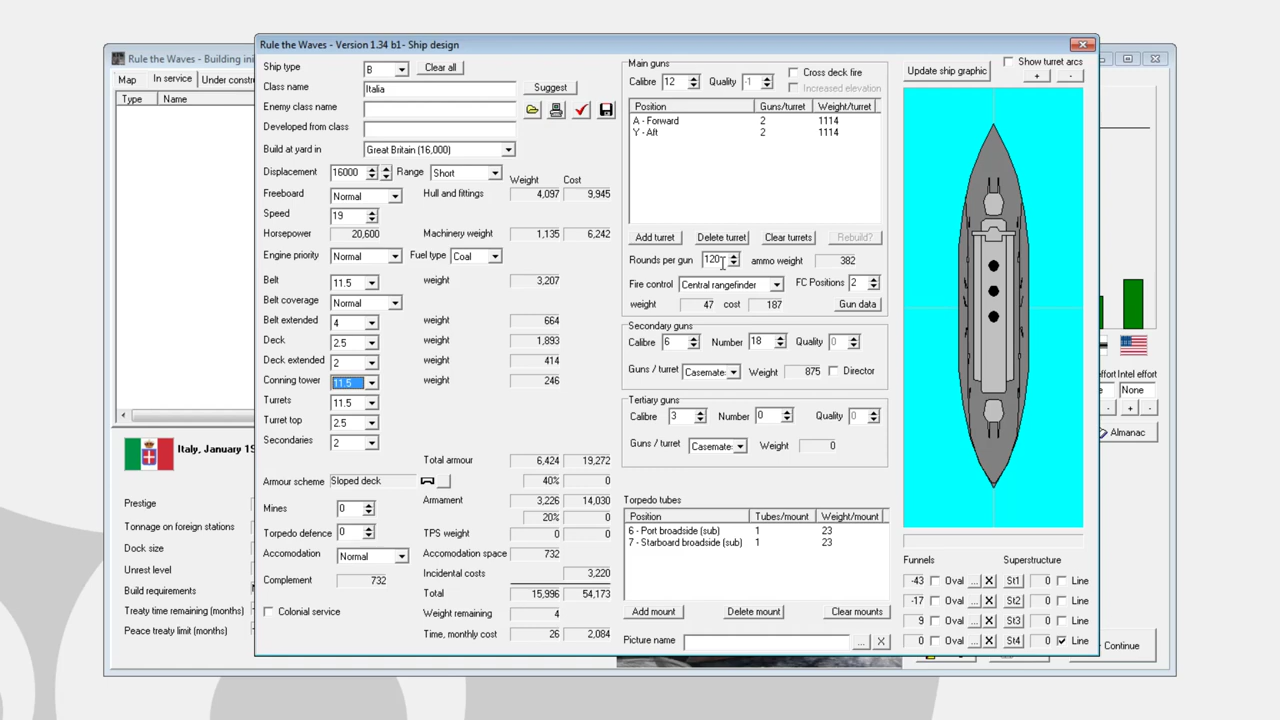 Rule the Waves - Building ini
Map In service Under constru
Type Name
Italy, January 19
Prestige
Tonnage on foreign stations
Dock size
Unrest level
Build requirements
Treaty time remaining (months)
Peace treaty limit (months)
Rule the Waves - Version 1.34 b1- Ship design
Ship type B Clear all
Class name Italia Suggest
Enemy class name
Developed from class
Build at yard in Great Britain (16,000)
Displacement 16000 Range Short Weight Cost
Freeboard Normal Hull and fittings 4,097 9,945
Speed 19
Horsepower 20,600 Machinery weight 1,135 6,242
Engine priority Normal Fuel type Coal
Belt 11.5 weight 3,207
Belt coverage Normal
Belt extended 4 weight 664
Deck 2.5 weight 1,893
Deck extended 2 weight 414
Conning tower 11.5 weight 246
Turrets 11.5
Turret top 2.5
Secondaries 2
Total armour 6,424 19,272
Armour scheme Sloped deck 40% 0
Mines 0 Armament 3,226 14,030
20% 0
Torpedo defence 0 TPS weight 0 0
Accomodation Normal Accomodation space 732
Complement 732 Incidental costs 3,220
Total 15,996 54,173
Colonial service Weight remaining 4
Time, monthly cost 26 2,084
Main guns
Calibre 12 Quality -1 Cross deck fire
Increased elevation
Position Guns/turret Weight/turret
A - Forward 2 1114
Y - Aft 2 1114
Add turret Delete turret Clear turrets Rebuild?
Rounds per gun 120 ammo weight 382
Fire control Central rangefinder FC Positions 2
weight 47 cost 187 Gun data
Secondary guns
Calibre 6 Number 18 Quality 0
Guns / turret Casemate Weight 875 Director
Tertiary guns
Calibre 3 Number 0 Quality 0
Guns / turret Casemate Weight 0
Torpedo tubes
Position Tubes/mount Weight/mount
6 - Port broadside (sub) 1 23
7 - Starboard broadside (sub) 1 23
Add mount Delete mount Clear mounts
Picture name ... X
Update ship graphic Show turret arcs
+ -
Funnels Superstructure
-43 Oval ... X St1 0 Line
-17 Oval ... X St2 0 Line
9 Oval ... X St3 0 Line
0 Oval ... X St4 0 Line
effort Intel effort
None
- + -
Almanac
Continue